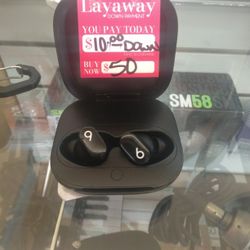 Layaway
DOWN PAYMENT
YOU PAY TODAY
$10.00 DOWN
BUY
NOW $50
SM58
b
b